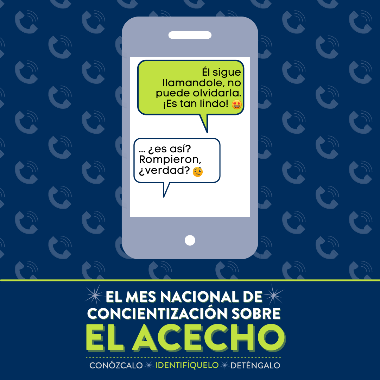 Él sigue
llamandole, no
puede olvidarla.
¡Es tan lindo!
... ¿es así?
Rompieron,
¿verdad?
EL MES NACIONAL DE
CONCIENTIZACIÓN SOBRE
EL ACECHO
CONÓZCALO IDENTIFÍQUELO DETÉNGALO